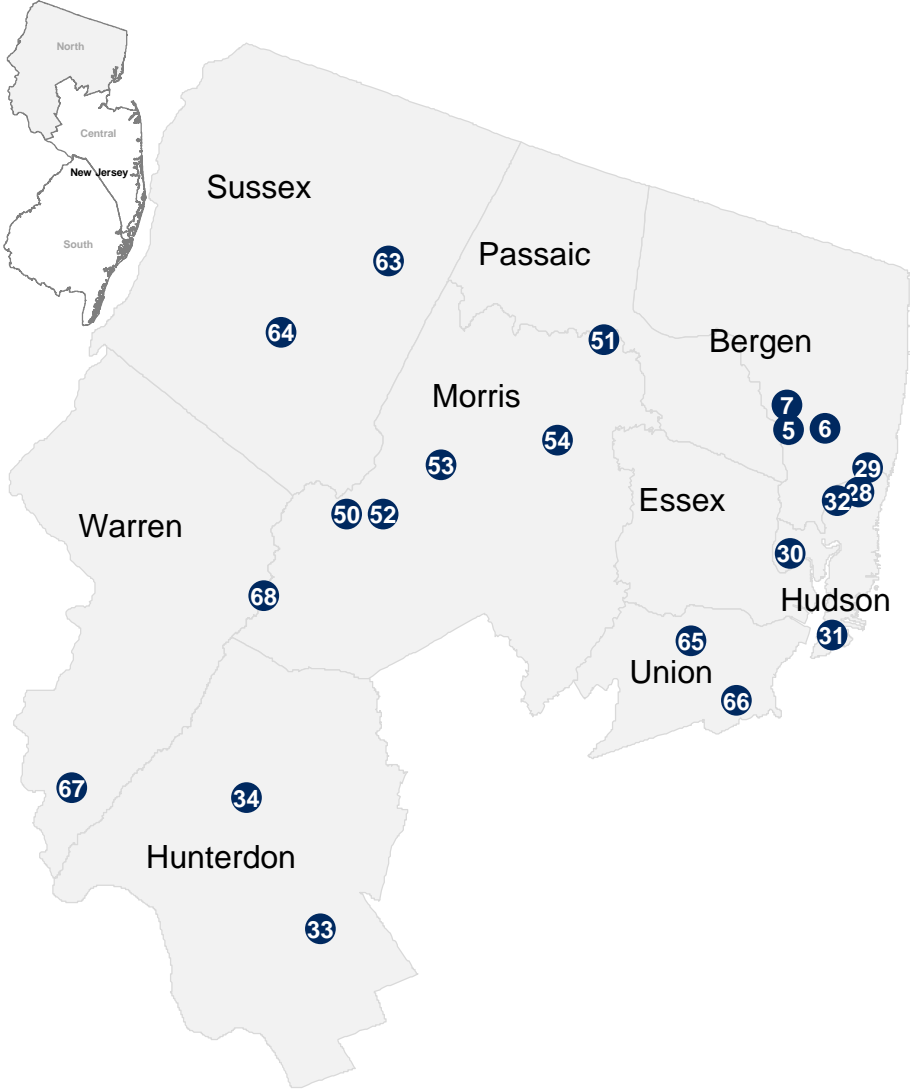 North
Central
New Jersey
South
Sussex
63
Passaic
64
51
Bergen
Morris
7
5
6
54
53
29
28
32
Essex
50
52
Warren
30
68
Hudson
31
65
Union
66
67
34
Hunterdon
33